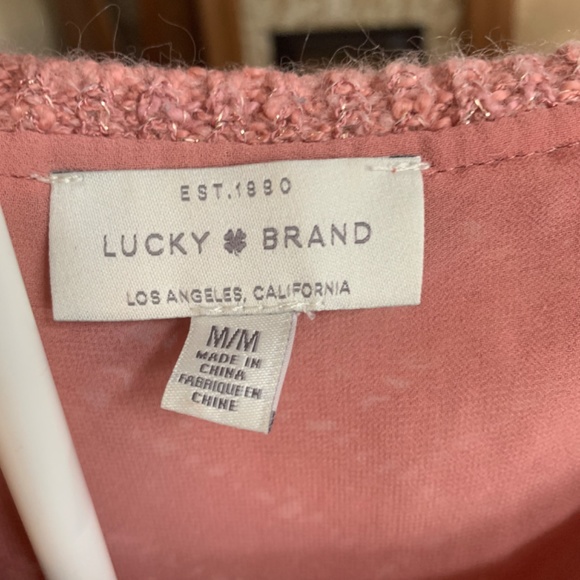 EST.1990
LUCKY BRAND
LOS ANGELES, CALIFORNIA
M/M
MADE IN
CHINA
FABRIQUE EN
CHINE